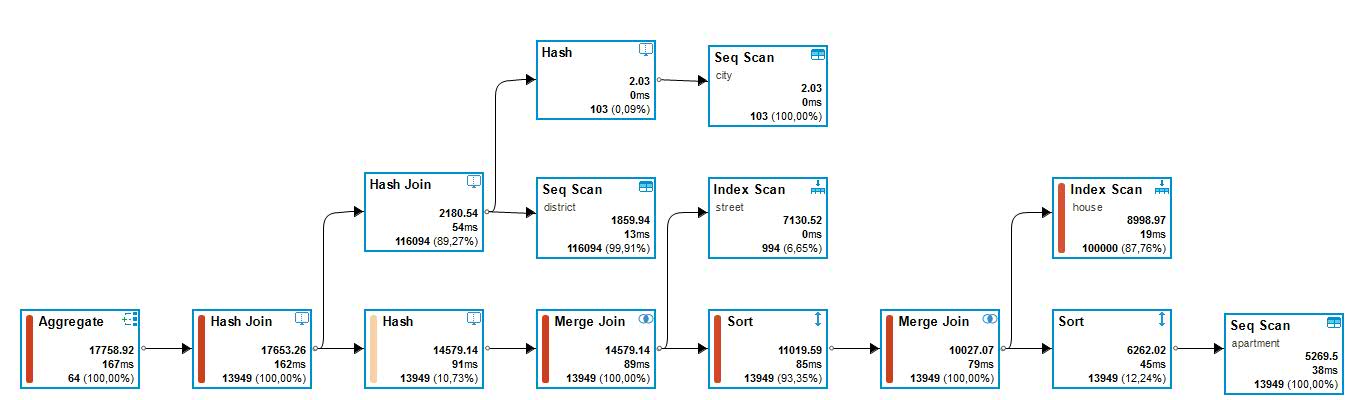 Hash
2.03
0ms
103 (0,09%)
Seq Scan
city
2.03
0ms
103 (100,00%)
Hash Join
2180.54
54ms
116094 (89,27%)
Seq Scan
district
1859.94
13ms
116094 (99,91%)
Index Scan
street
7130.52
0ms
994 (6,65%)
Index Scan
house
8998.97
19ms
100000 (87,76%)
Aggregate
17758.92
167ms
64 (100,00%)
Hash Join
17653.26
162ms
13949 (100,00%)
Hash
14579.14
91ms
13949 (10,73%)
Merge Join
14579.14
89ms
13949 (100,00%)
Sort
11019.59
85ms
13949 (93,35%)
Merge Join
10027.07
79ms
13949 (100,00%)
Sort
6262.02
45ms
13949 (12,24%)
Seq Scan
apartment
5269.5
38ms
13949 (100,00%)